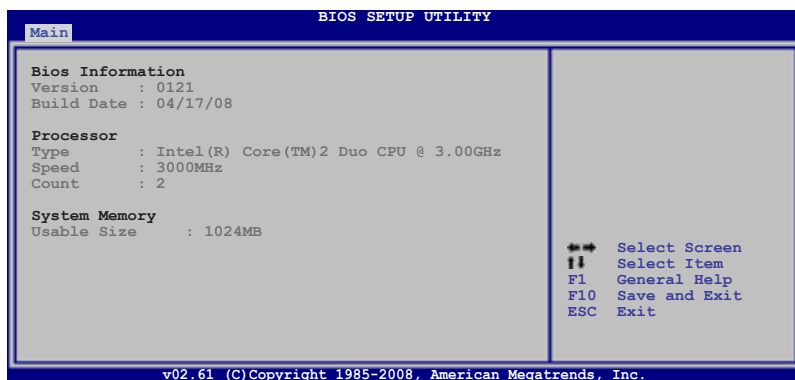 BIOS SETUP UTILITY
Main
Bios Information
Version : 0121
Build Date : 04/17/08
Processor
Type : Intel(R) Core(TM)2 Duo CPU @ 3.00GHz
Speed : 3000MHz
Count : 2
System Memory
Usable Size : 1024MB
←→ Select Screen
↑↓ Select Item
F1 General Help
F10 Save and Exit
ESC Exit
v02.61 (C)Copyright 1985-2008, American Megatrends, Inc.